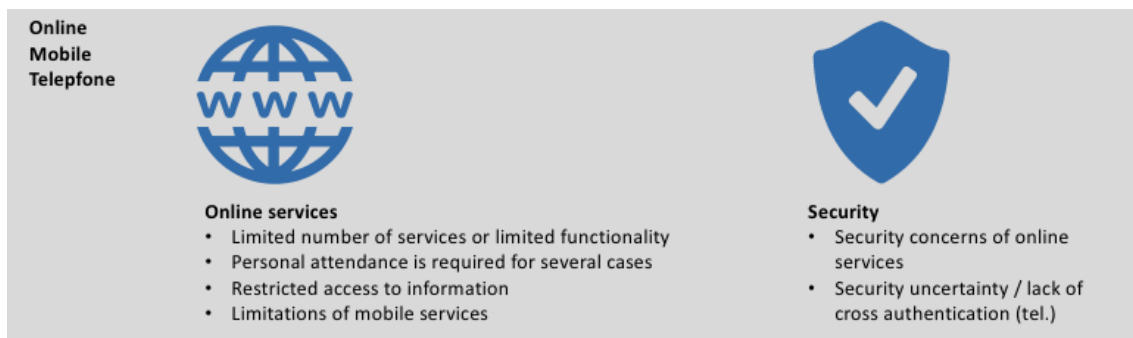 Online
Mobile
Telepfone
WWW
Online services
• Limited number of services or limited functionality
• Personal attendance is required for several cases
• Restricted access to information
• Limitations of mobile services
Security
• Security concerns of online
services
• Security uncertainty / lack of
cross authentication (tel.)